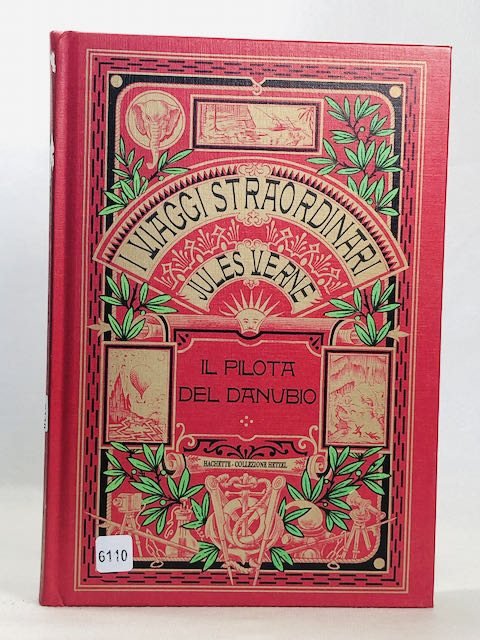 VIAGGI STRAORDINARI
JULES VERNE
IL PILOTA
DEL DANUBIO
HACHETTE - COLLEZIONE HETZEL
6110